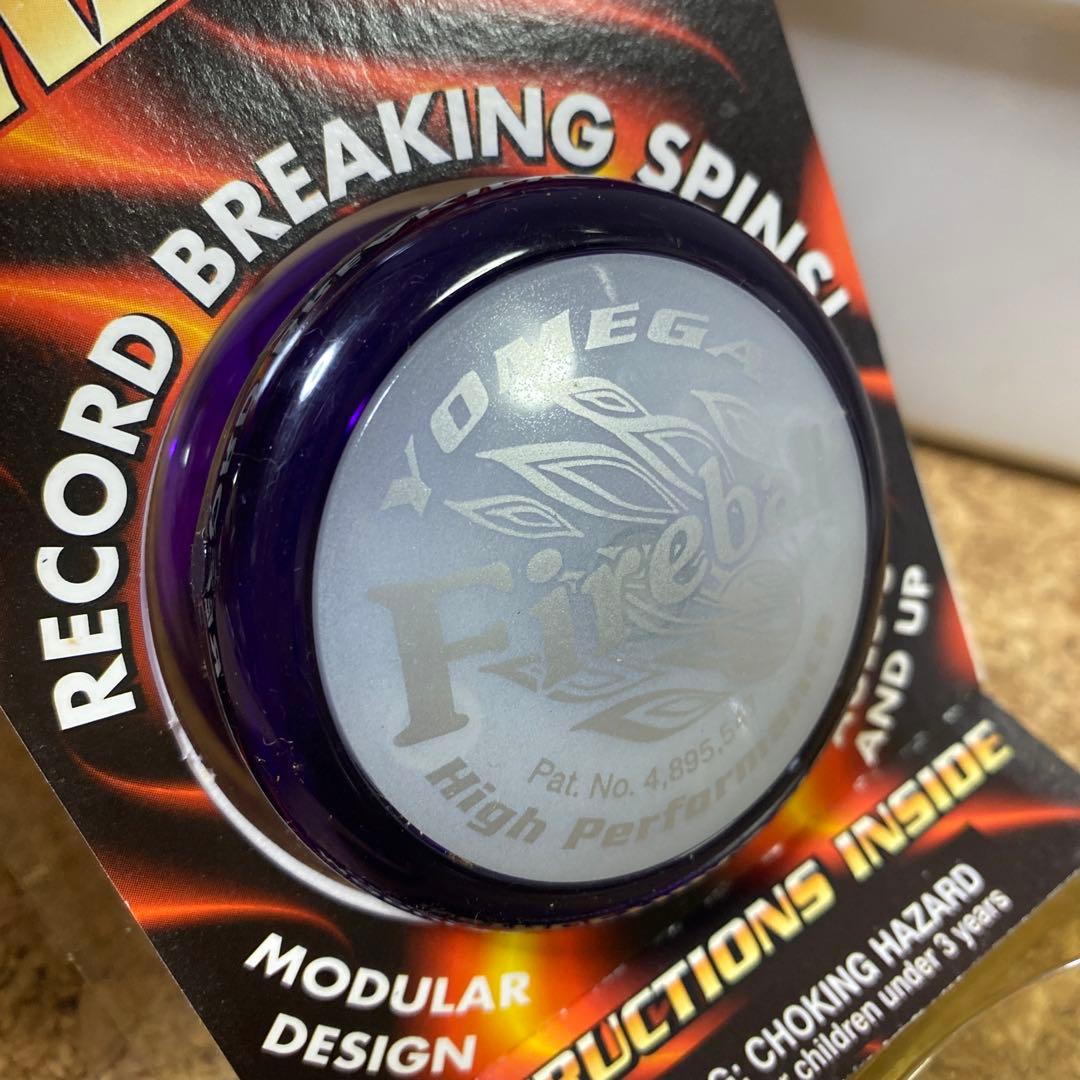 RECORD BREAKING SPINS!
YOMEGA
Fireball
Pat. No. 4,895,5
High Performance
AND UP
MODULAR
DESIGN
INSIDE
CHOKING HAZARD
children under 3 years